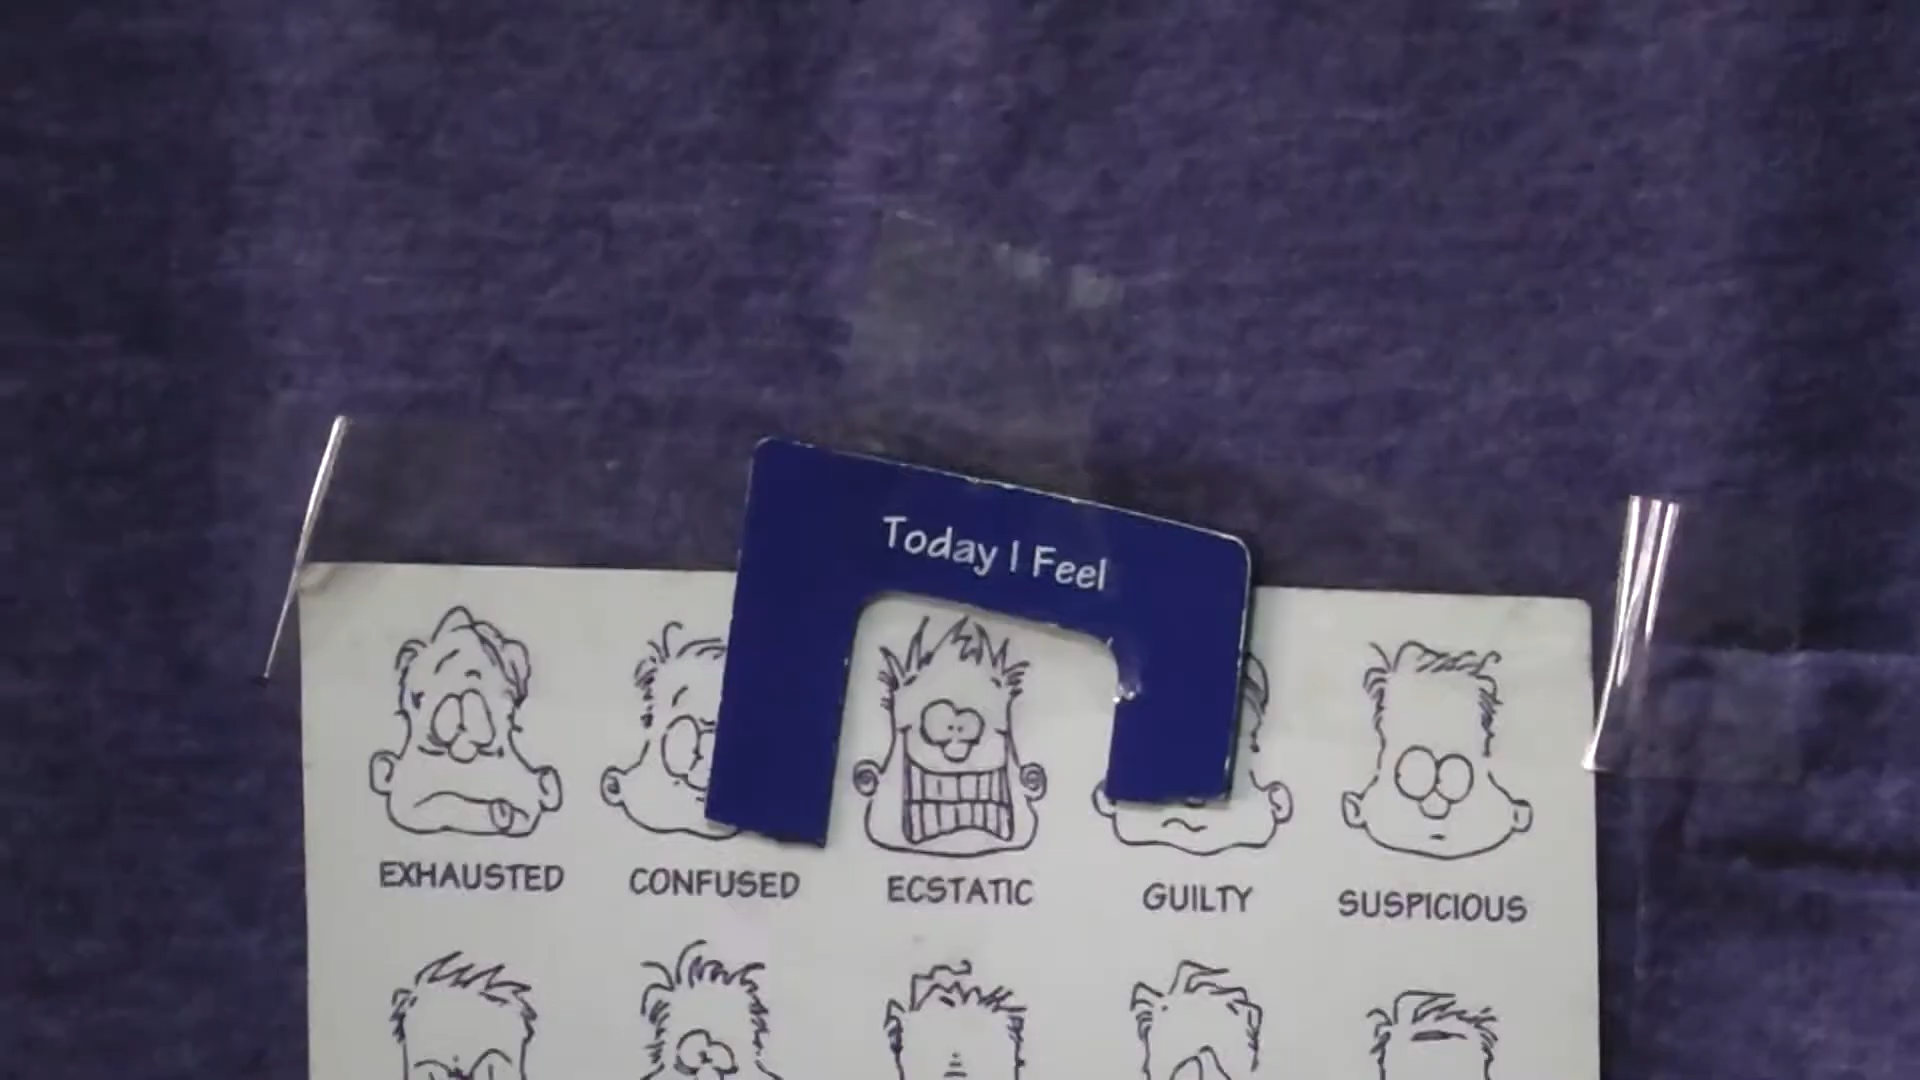 Today I Feel
EXHAUSTED
CONFUSED
ECSTATIC
GUILTY
SUSPICIOUS